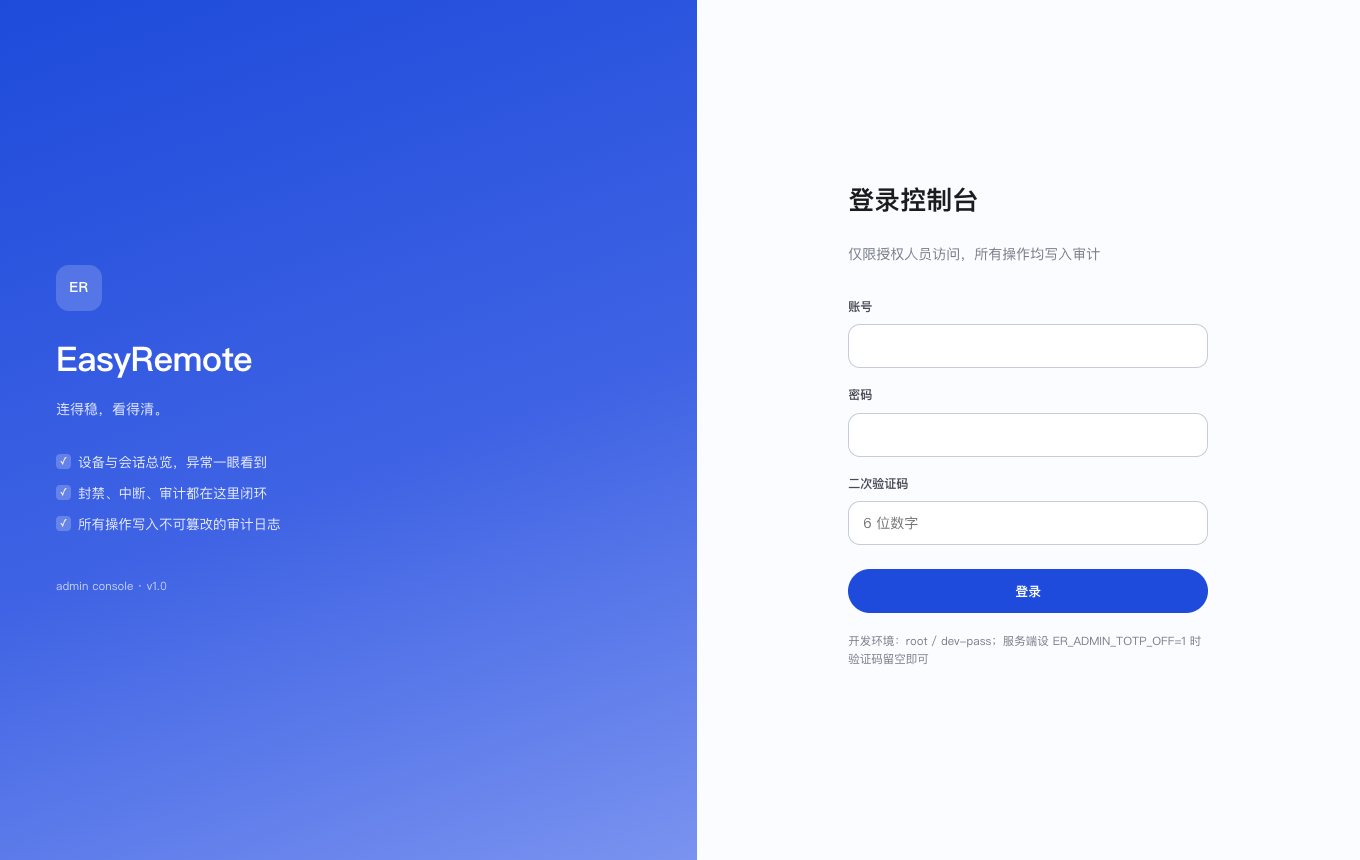 ER
EasyRemote
连得稳，看得清。
✓ 设备与会话总览，异常一眼看到
✓ 封禁、中断、审计都在这里闭环
✓ 所有操作写入不可篡改的审计日志
admin console · v1.0
登录控制台
仅限授权人员访问，所有操作均写入审计
账号
密码
二次验证码
6 位数字
登录
开发环境：root / dev-pass；服务端设 ER_ADMIN_TOTP_OFF=1 时
验证码留空即可